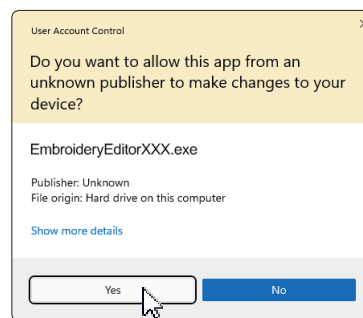 User Account Control
Do you want to allow this app from an
unknown publisher to make changes to your
device?
EmbroideryEditorXXX.exe
Publisher: Unknown
File origin: Hard drive on this computer
Show more details
Yes
No